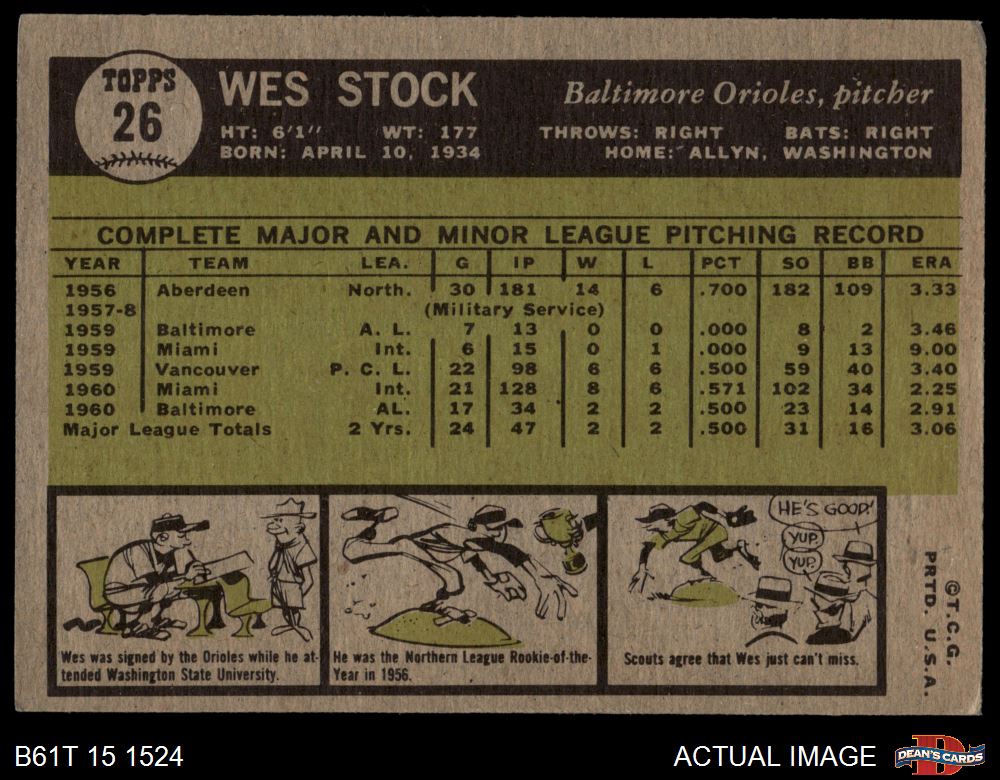 TOPPS
26
WES STOCK
Baltimore Orioles, pitcher
HT: 6'1" WT: 177 THROWS: RIGHT BATS: RIGHT
BORN: APRIL 10, 1934 HOME: ALLYN, WASHINGTON
COMPLETE MAJOR AND MINOR LEAGUE PITCHING RECORD
YEAR TEAM LEA. G IP W L PCT SO BB ERA
1956 Aberdeen North. 30 181 14 6 .700 182 109 3.33
1957-8 (Military Service)
1959 Baltimore A. L. 7 13 0 0 .000 8 2 3.46
1959 Miami Int. 6 15 0 1 .000 9 13 9.00
1959 Vancouver P. C. L. 22 98 6 6 .500 59 40 3.40
1960 Miami Int. 21 128 8 6 .571 102 34 2.25
1960 Baltimore AL. 17 34 2 2 .500 23 14 2.91
Major League Totals 2 Yrs. 24 47 2 2 .500 31 16 3.06
Wes was signed by the Orioles while he at-
tended Washington State University.
He was the Northern League Rookie-of-the-
Year in 1956.
HE'S GOOD!
YUP.
YUP.
Scouts agree that Wes just can't miss.
©T.C.G.
PRTD. U.S.A.
B61T 15 1524
ACTUAL IMAGE
D
DEAN'S CARDS